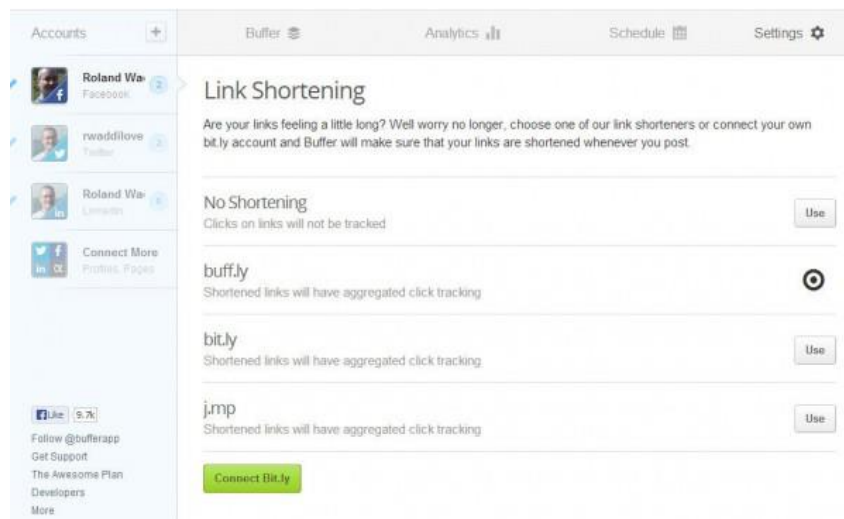 Accounts +
Buffer
Analytics
Schedule
Settings
Roland Wa
2
Facebook
rwaddilove
2
Twitter
Roland Wa
LinkedIn
Connect More
Profiles, Pages
Like 9.7k
Follow @bufferapp
Get Support
The Awesome Plan
Developers
More
Link Shortening
Are your links feeling a little long? Well worry no longer, choose one of our link shorteners or connect your own
bit.ly account and Buffer will make sure that your links are shortened whenever you post.
No Shortening
Clicks on links will not be tracked
Use
buff.ly
Shortened links will have aggregated click tracking
bit.ly
Shortened links will have aggregated click tracking
Use
j.mp
Shortened links will have aggregated click tracking
Use
Connect Bit.ly